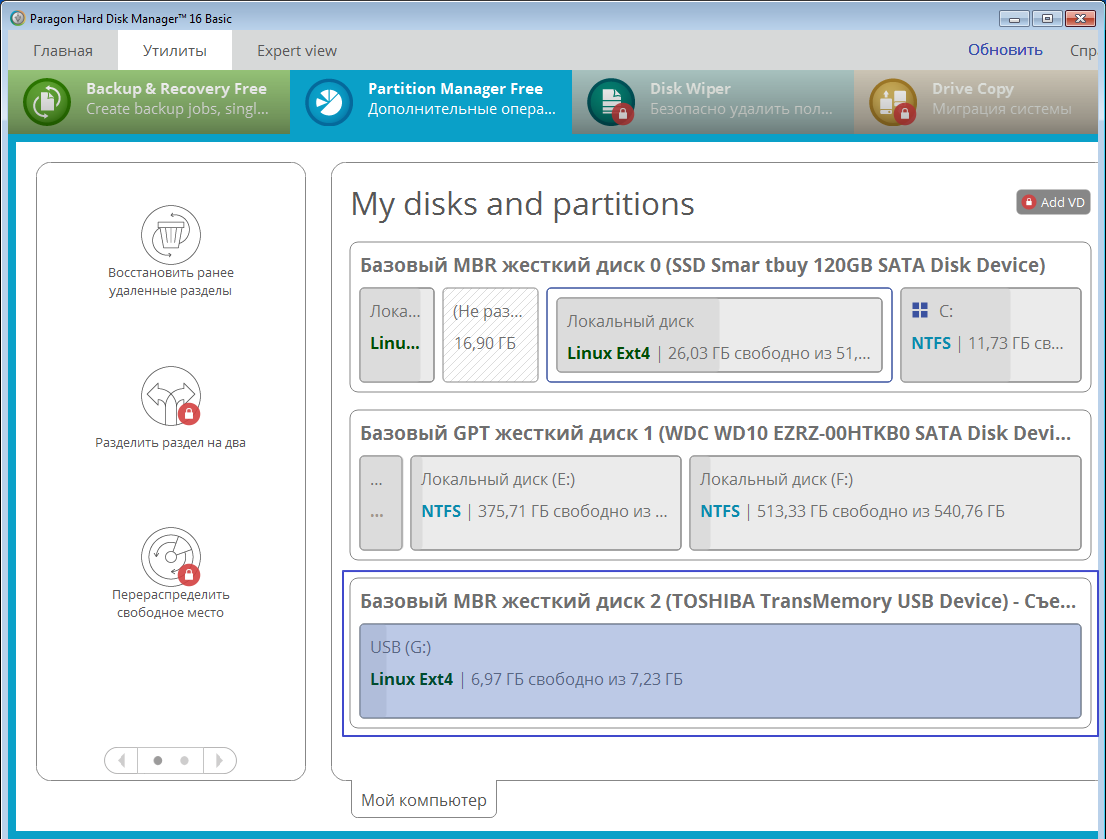 Paragon Hard Disk Manager™ 16 Basic
Главная
Утилиты
Expert view
Обновить
Спр
Backup & Recovery Free
Create backup jobs, singl...
Partition Manager Free
Дополнительные опера...
Disk Wiper
Безопасно удалить пол...
Drive Copy
Миграция системы
Восстановить ранее
удаленные разделы
Разделить раздел на два
Перераспределить
свободное место
My disks and partitions
Add VD
Базовый MBR жесткий диск 0 (SSD Smar tbuy 120GB SATA Disk Device)
Лока...
Linu...
(Не раз...
16,90 ГБ
Локальный диск
Linux Ext4 | 26,03 ГБ свободно из 51,...
C:
NTFS | 11,73 ГБ св...
Базовый GPT жесткий диск 1 (WDC WD10 EZRZ-00HTKB0 SATA Disk Devi...
...
...
Локальный диск (E:)
NTFS | 375,71 ГБ свободно из ...
Локальный диск (F:)
NTFS | 513,33 ГБ свободно из 540,76 ГБ
Базовый MBR жесткий диск 2 (TOSHIBA TransMemory USB Device) - Съе...
USB (G:)
Linux Ext4 | 6,97 ГБ свободно из 7,23 ГБ
Мой компьютер